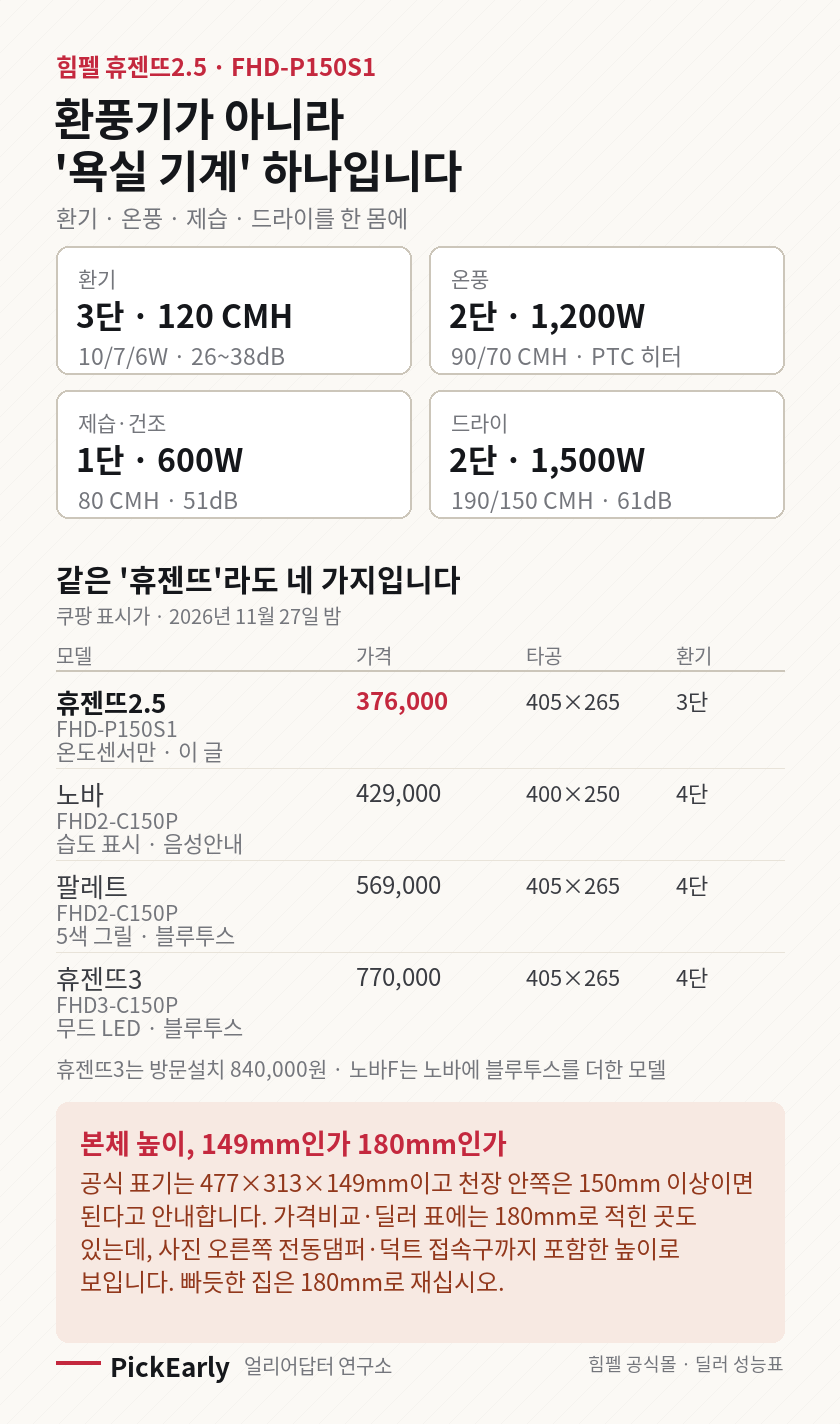 힘펠 휴젠뜨2.5 · FHD-P150S1
환풍기가 아니라
'욕실 기계' 하나입니다
환기 · 온풍 · 제습 · 드라이를 한 몸에
환기
3단 · 120 CMH
10/7/6W · 26~38dB
온풍
2단 · 1,200W
90/70 CMH · PTC 히터
제습·건조
1단 · 600W
80 CMH · 51dB
드라이
2단 · 1,500W
190/150 CMH · 61dB
같은 '휴젠뜨'라도 네 가지입니다
쿠팡 표시가 · 2026년 11월 27일 밤
모델 가격 타공 환기
휴젠뜨2.5 376,000 405×265 3단
FHD-P150S1
온도센서만 · 이 글
노바 429,000 400×250 4단
FHD2-C150P
습도 표시 · 음성안내
팔레트 569,000 405×265 4단
FHD2-C150P
5색 그릴 · 블루투스
휴젠뜨3 770,000 405×265 4단
FHD3-C150P
무드 LED · 블루투스
휴젠뜨3는 방문설치 840,000원 · 노바F는 노바에 블루투스를 더한 모델
본체 높이, 149mm인가 180mm인가
공식 표기는 477×313×149mm이고 천장 안쪽은 150mm 이상이면
된다고 안내합니다. 가격비교·딜러 표에는 180mm로 적힌 곳도
있는데, 사진 오른쪽 전동댐퍼·덕트 접속구까지 포함한 높이로
보입니다. 빠듯한 집은 180mm로 재십시오.
PickEarly 얼리어답터 연구소
힘펠 공식몰 · 딜러 성능표